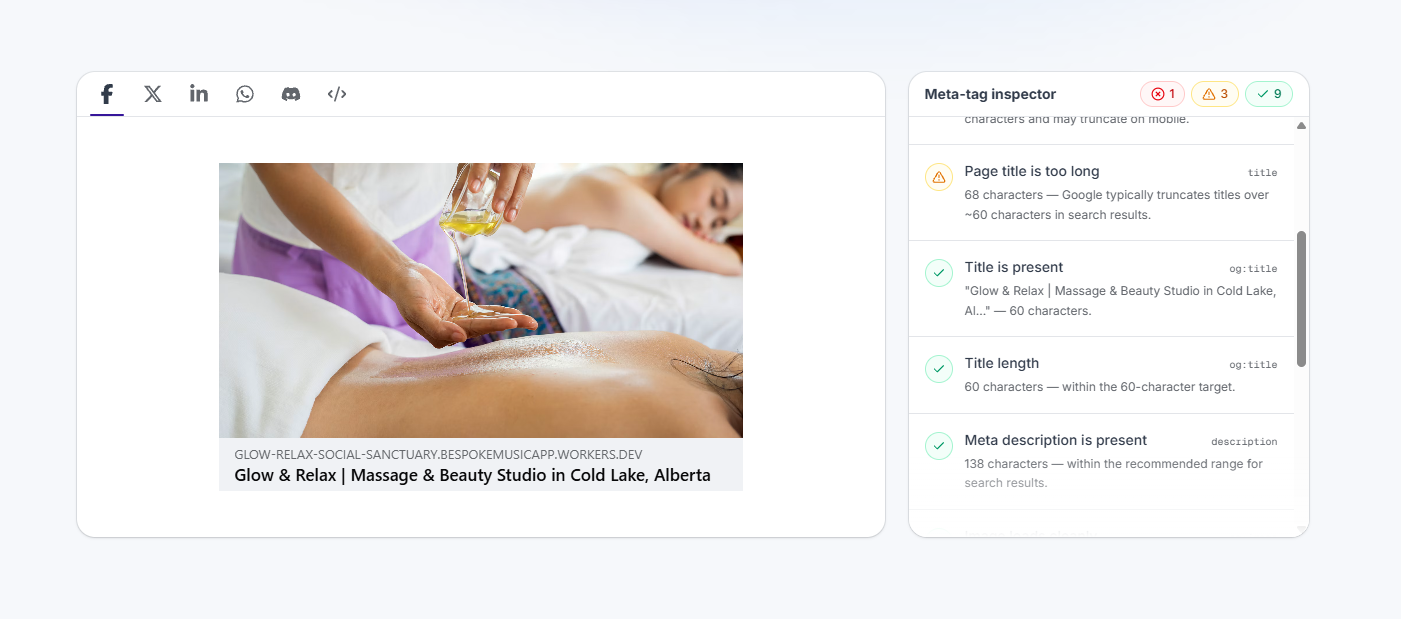 Meta-tag inspector
1
3
9
characters and may truncate on mobile.
Page title is too long
title
68 characters — Google typically truncates titles over
~60 characters in search results.
Title is present
og:title
"Glow & Relax | Massage & Beauty Studio in Cold Lake,
Al…" — 60 characters.
Title length
og:title
60 characters — within the 60-character target.
Meta description is present
description
138 characters — within the recommended range for
search results.
GLOW-RELAX-SOCIAL-SANCTUARY.BESPOKEMUSICAPP.WORKERS.DEV
Glow & Relax | Massage & Beauty Studio in Cold Lake, Alberta